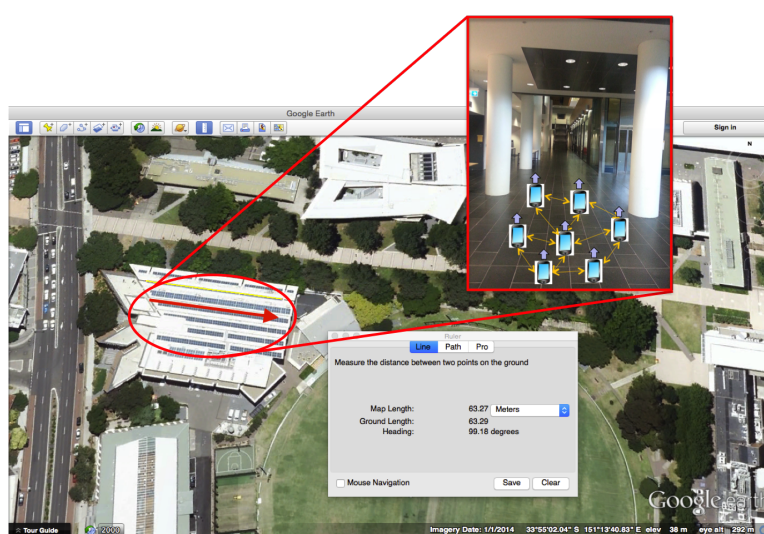 Google Earth
Sign in
N
Ruler
Line Path Pro
Measure the distance between two points on the ground
Map Length: 63.27 Meters
Ground Length: 63.29
Heading: 99.18 degrees
Mouse Navigation Save Clear
Google earth
Tour Guide 2000 Imagery Date: 1/1/2014 33°55'02.04" S 151°13'40.83" E elev 38 m eye alt 292 m